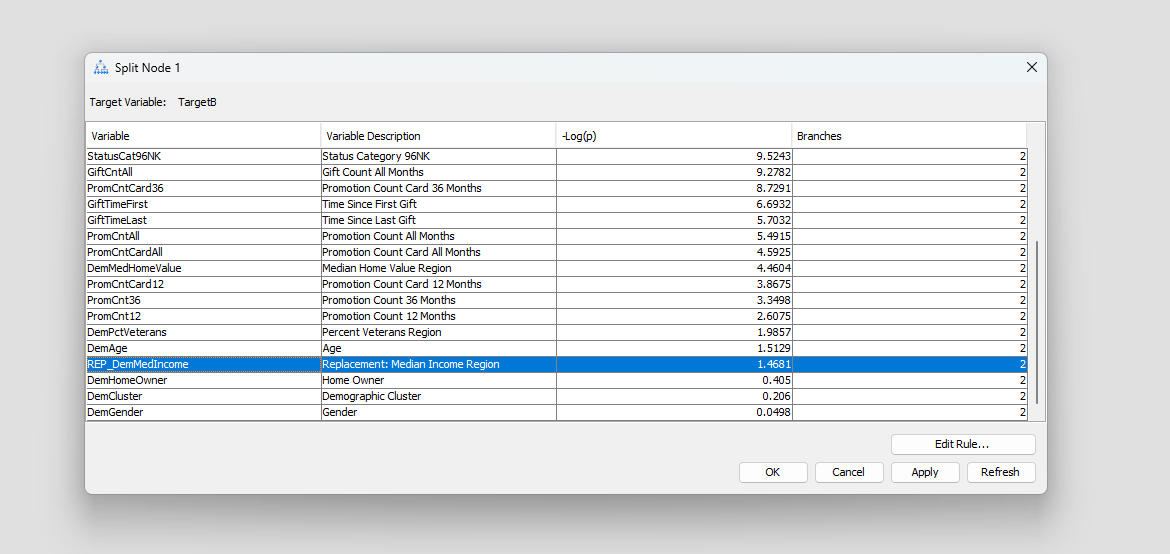 Split Node 1
Target Variable: TargetB
Variable Variable Description -Log(p) Branches
StatusCat96NK Status Category 96NK 9.5243 2
GiftCntAll Gift Count All Months 9.2782 2
PromCntCard36 Promotion Count Card 36 Months 8.7291 2
GiftTimeFirst Time Since First Gift 6.6932 2
GiftTimeLast Time Since Last Gift 5.7032 2
PromCntAll Promotion Count All Months 5.4915 2
PromCntCardAll Promotion Count Card All Months 4.5925 2
DemMedHomeValue Median Home Value Region 4.4604 2
PromCntCard12 Promotion Count Card 12 Months 3.8675 2
PromCnt36 Promotion Count 36 Months 3.3498 2
PromCnt12 Promotion Count 12 Months 2.6075 2
DemPctVeterans Percent Veterans Region 1.9857 2
DemAge Age 1.5129 2
REP_DemMedIncome Replacement: Median Income Region 1.4681 2
DemHomeOwner Home Owner 0.405 2
DemCluster Demographic Cluster 0.206 2
DemGender Gender 0.0498 2
Edit Rule...
OK Cancel Apply Refresh